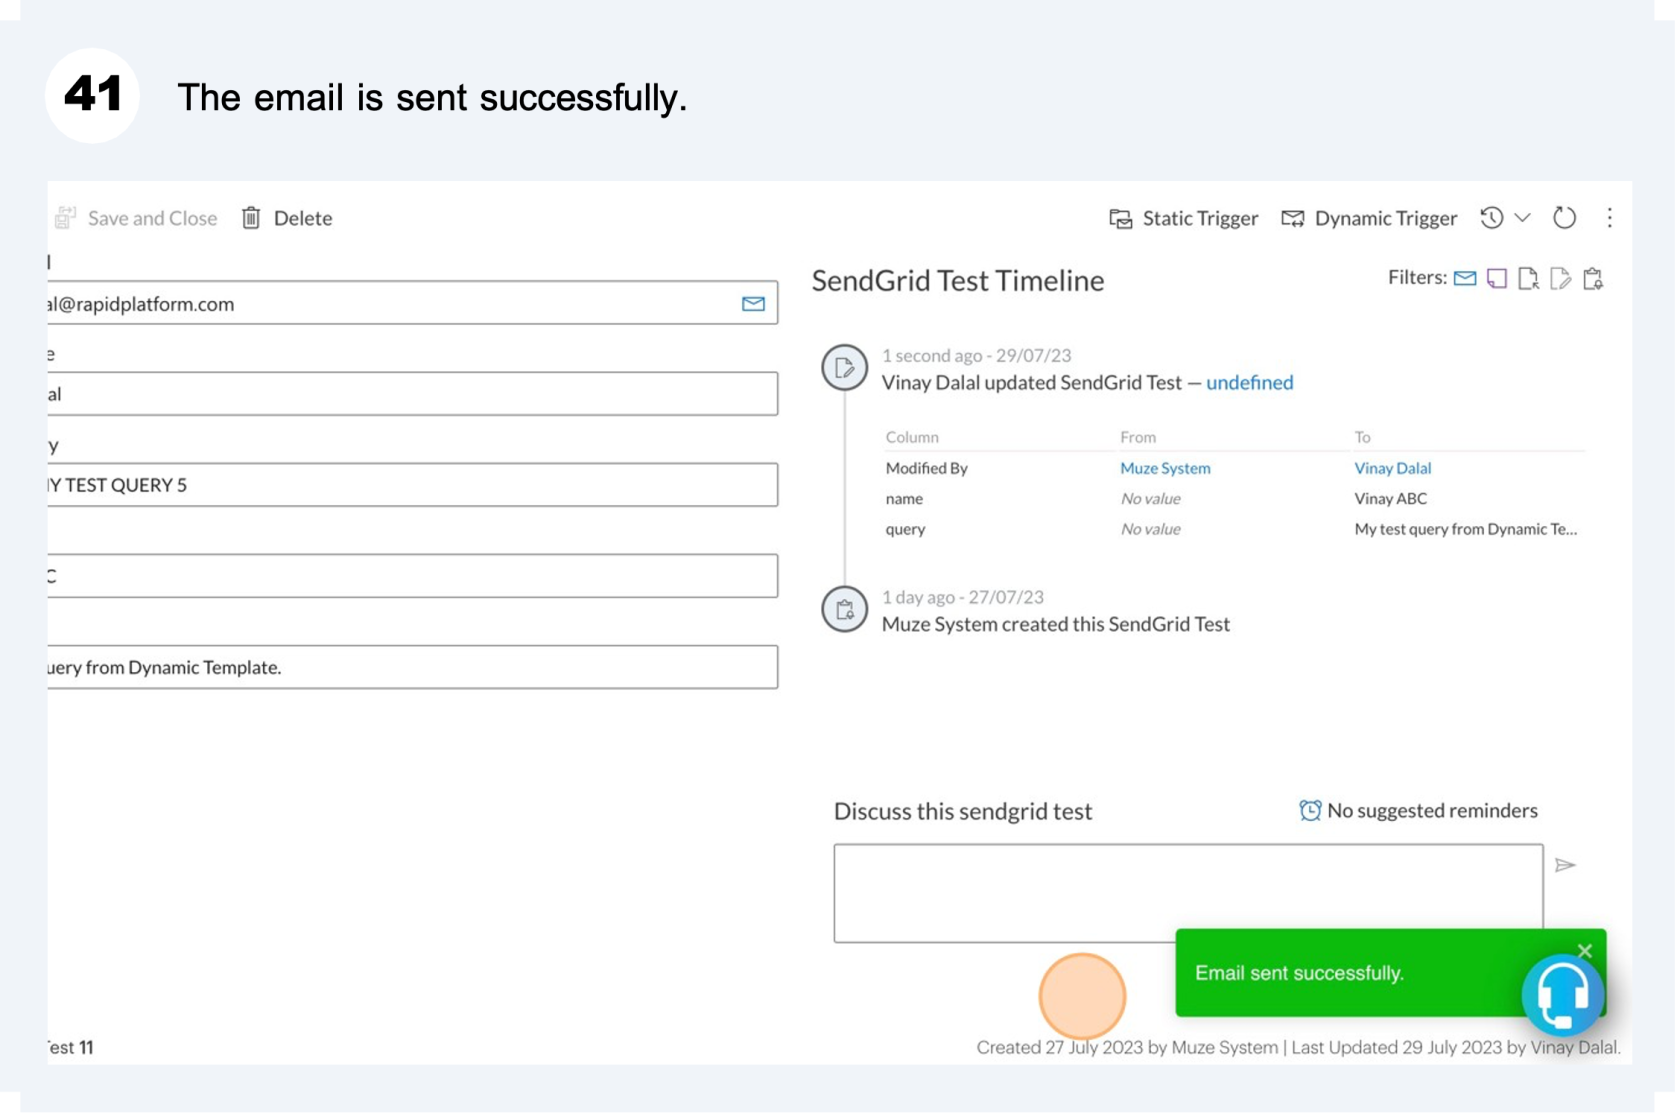 41 The email is sent successfully.
Save and Close Delete Static Trigger Dynamic Trigger
l
al@rapidplatform.com
e
al
y
Y TEST QUERY 5
C
uery from Dynamic Template.
SendGrid Test Timeline Filters:
1 second ago - 29/07/23
Vinay Dalal updated SendGrid Test – undefined
Column From To
Modified By Muze System Vinay Dalal
name No value Vinay ABC
query No value My test query from Dynamic Te...
1 day ago - 27/07/23
Muze System created this SendGrid Test
Discuss this sendgrid test No suggested reminders
Email sent successfully.
est 11 Created 27 July 2023 by Muze System | Last Updated 29 July 2023 by Vinay Dalal.